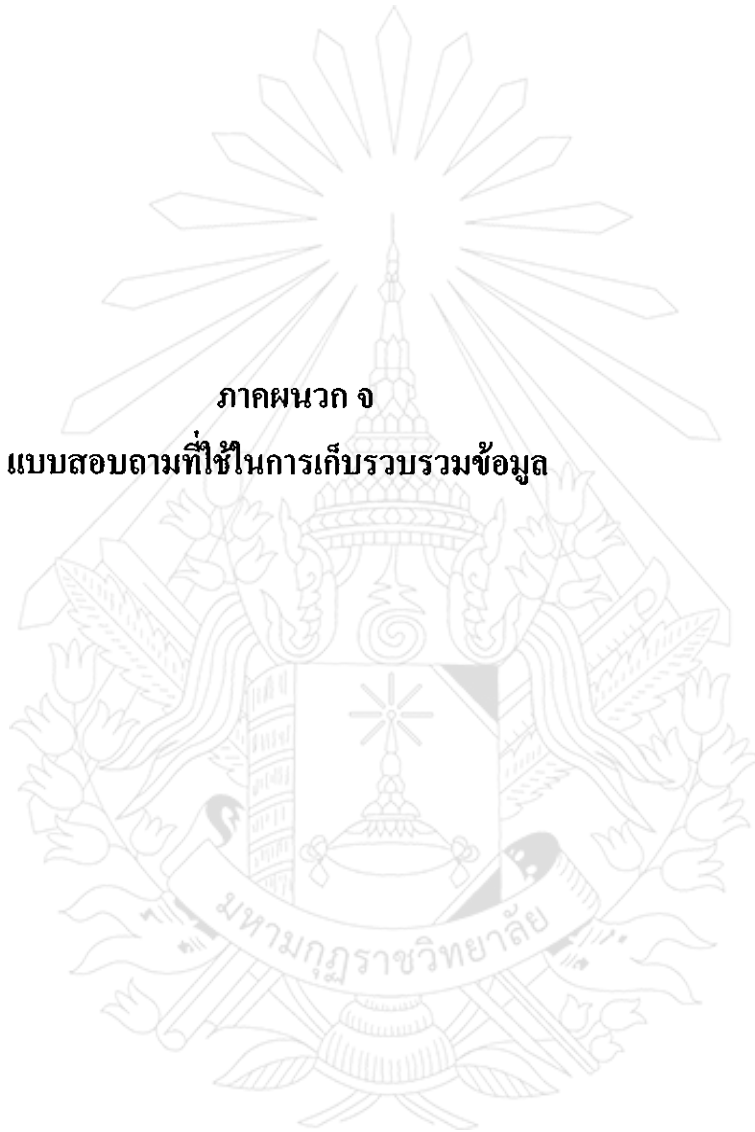 ภาคผนวก จ
แบบสอบถามที่ใช้ในการเก็บรวบรวมข้อมูล
มหามกุฏราชวิทยาลัย